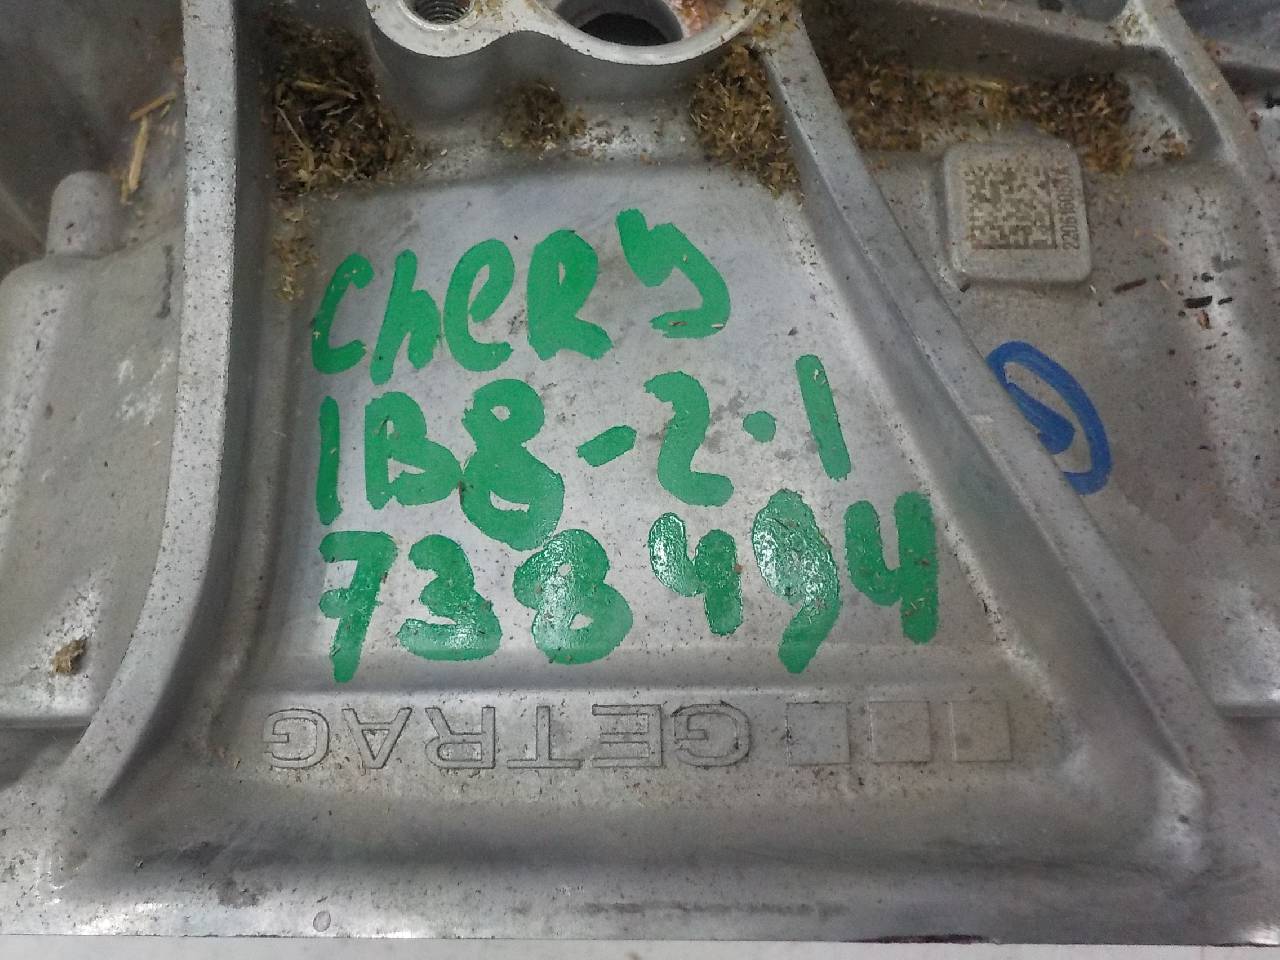 CheRy
1B8-2.1
738494
GETRAG